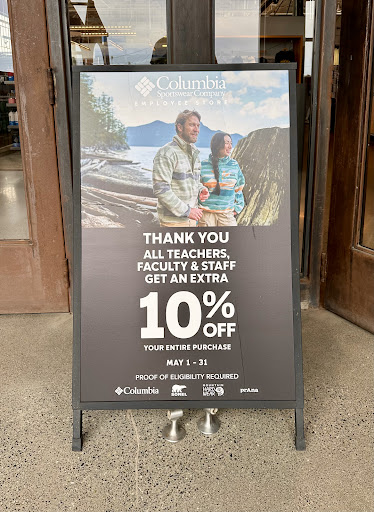 Columbia
Sportswear Company
EMPLOYEE STORE
THANK YOU
ALL TEACHERS,
FACULTY & STAFF
GET AN EXTRA
10% OFF
YOUR ENTIRE PURCHASE
MAY 1 - 31
PROOF OF ELIGIBILITY REQUIRED
Columbia SOREL MOUNTAIN HARD WEAR prAna